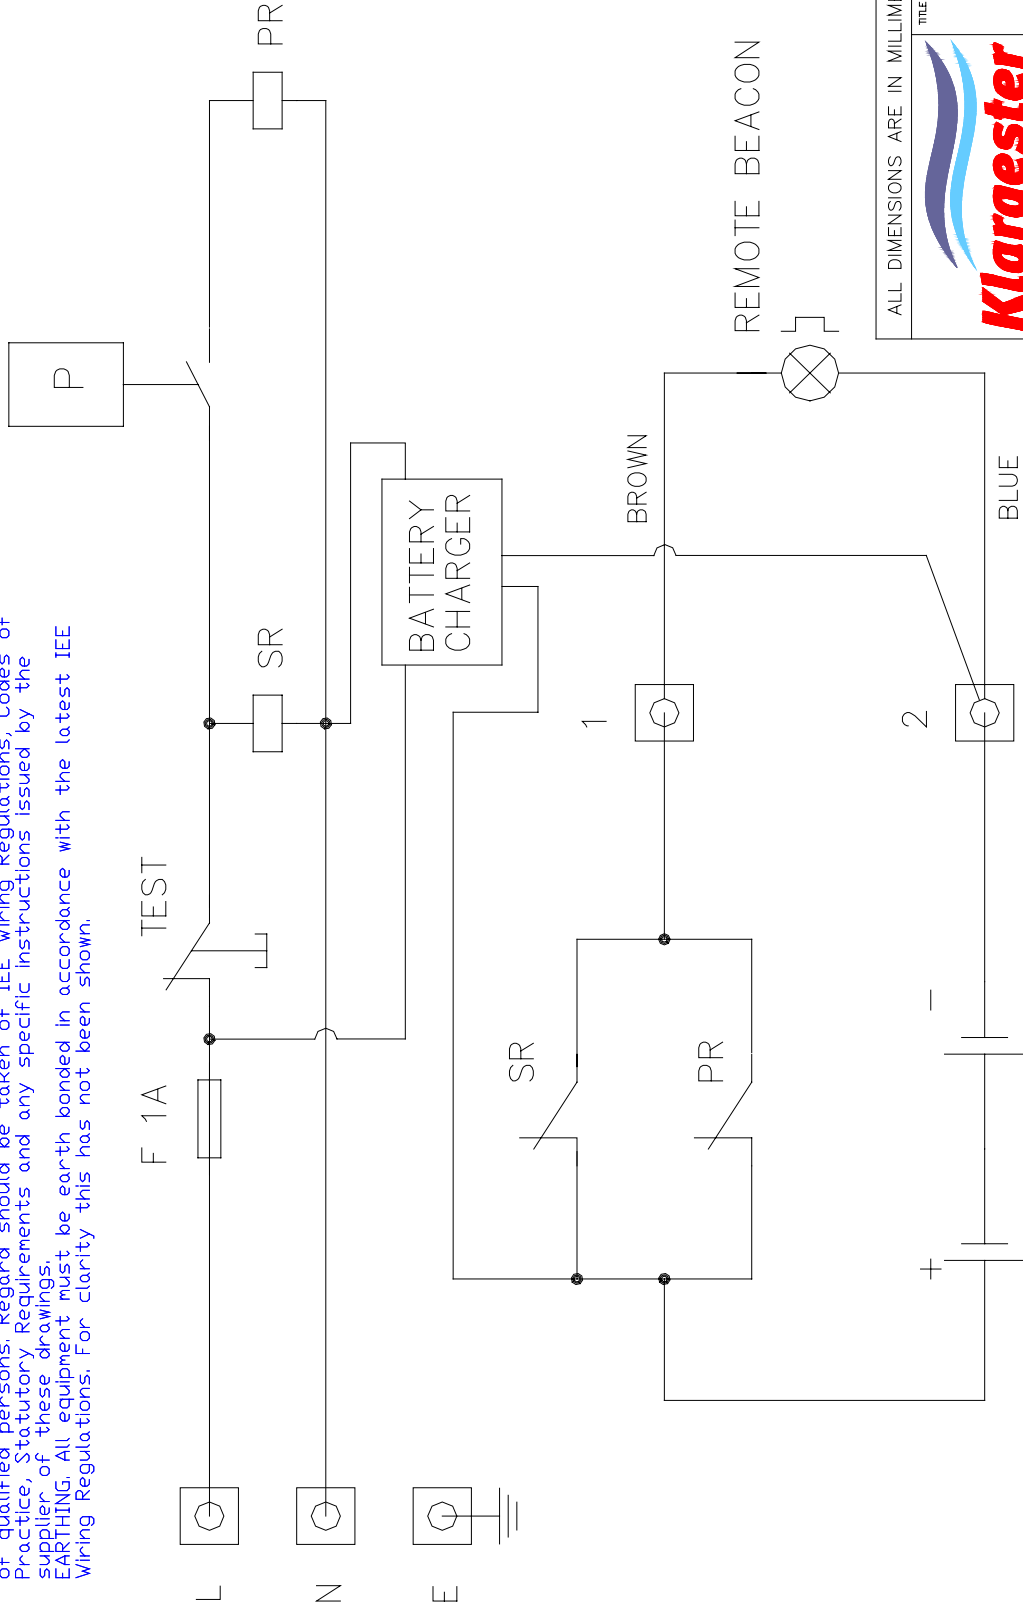 of qualified persons. Regard should be taken of IEE Wiring Regulations, Codes of
Practice, Statutory Requirements and any specific instructions issued by the
supplier of these drawings.
EARTHING. All equipment must be earth bonded in accordance with the latest IEE
Wiring Regulations. For clarity this has not been shown.
L
N
E
F 1A
TEST
SR
P
PR
BATTERY
CHARGER
SR
PR
1
2
+
-
BROWN
BLUE
REMOTE BEACON
ALL DIMENSIONS ARE IN MILLIM
TITLE
Klargester